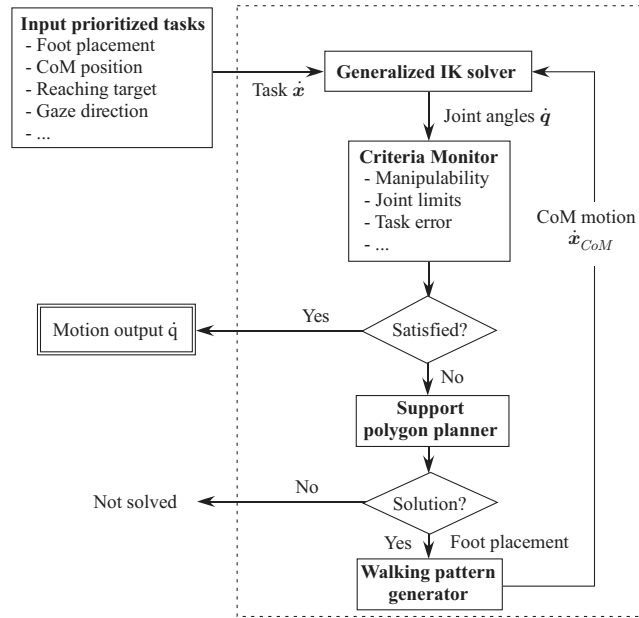 Input prioritized tasks
- Foot placement
- CoM position
- Reaching target
- Gaze direction
- ...
Task ẋ
Generalized IK solver
Joint angles q̇
Criteria Monitor
- Manipulability
- Joint limits
- Task error
- ...
CoM motion
ẋ_CoM
Satisfied?
Yes
Motion output q̇
No
Support
polygon planner
Solution?
No
Not solved
Yes
Foot placement
Walking pattern
generator